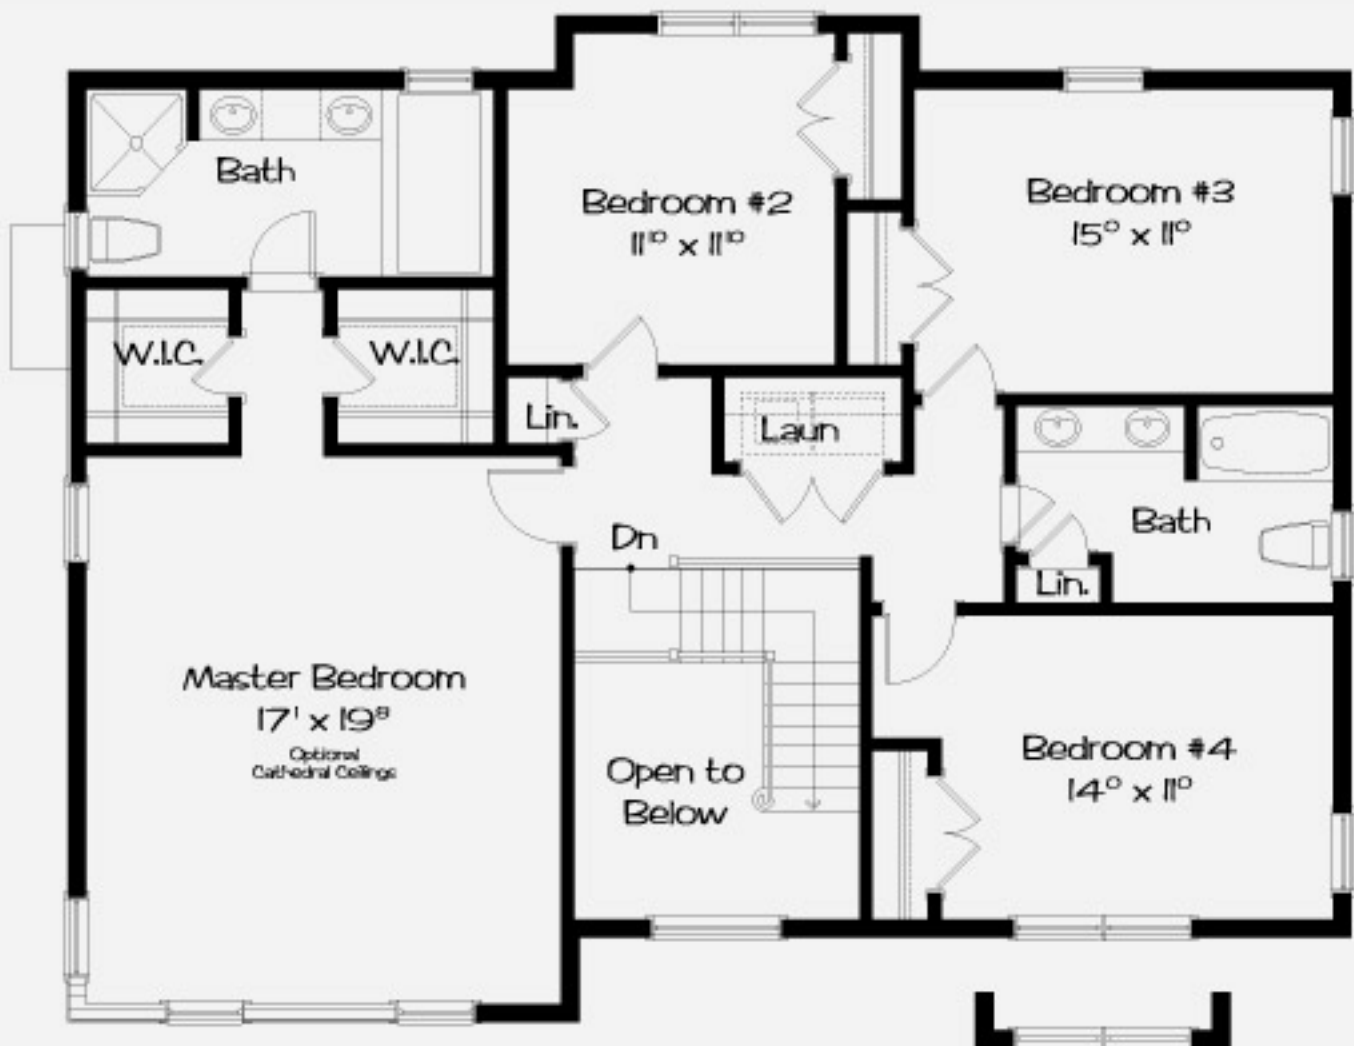 Bath
Bedroom #2
11¹⁰ x 11¹⁰
Bedroom #3
15⁰ x 11⁰
W.I.C.
W.I.C.
Lin.
Laun
Bath
Dn
Lin.
Master Bedroom
17' x 19⁸
Optional
Cathedral Ceilings
Open to
Below
Bedroom #4
14⁰ x 11⁰